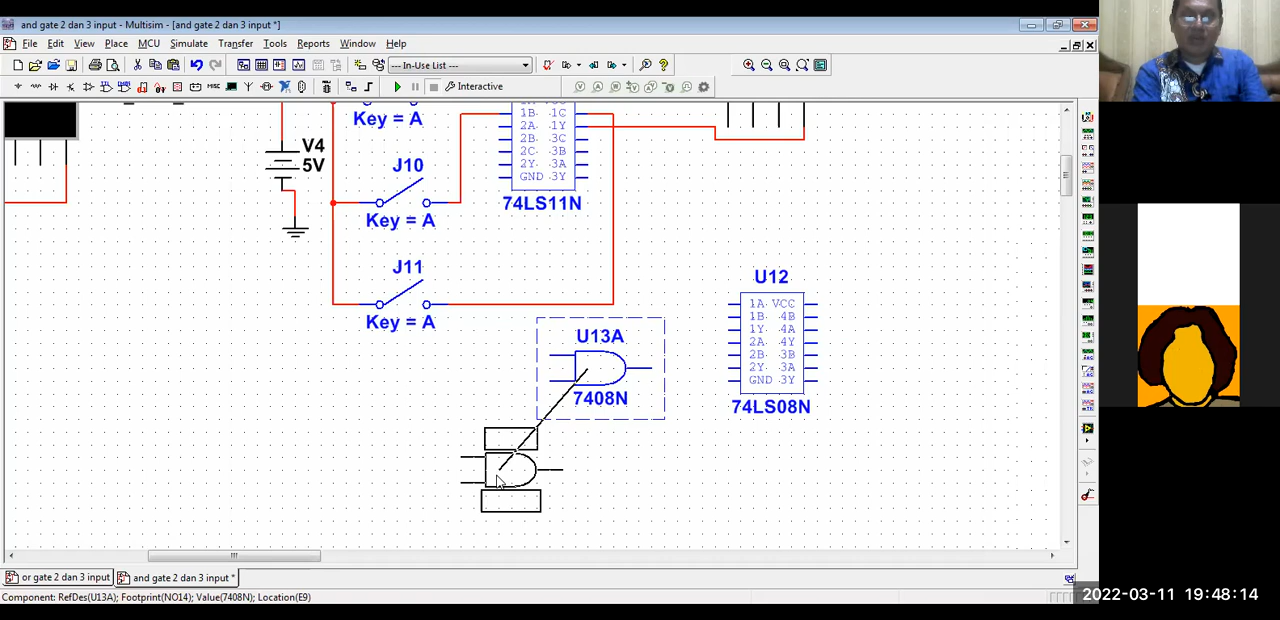 and gate 2 dan 3 input - Multisim - [and gate 2 dan 3 input *]
File Edit View Place MCU Simulate Transfer Tools Reports Window Help
--- In-Use List ---
Interactive
Key = A
1B 1C
2A 1Y
2B 3C
2C 3B
2Y 3A
GND 3Y
74LS11N
V4
5V
J10
Key = A
J11
Key = A
U12
1A VCC
1B 4B
1Y 4A
2A 4Y
2B 3B
2Y 3A
GND 3Y
74LS08N
U13A
7408N
or gate 2 dan 3 input
and gate 2 dan 3 input *
Component: RefDes(U13A); Footprint(NO14); Value(7408N); Location(E9)
2022-03-11 19:48:14